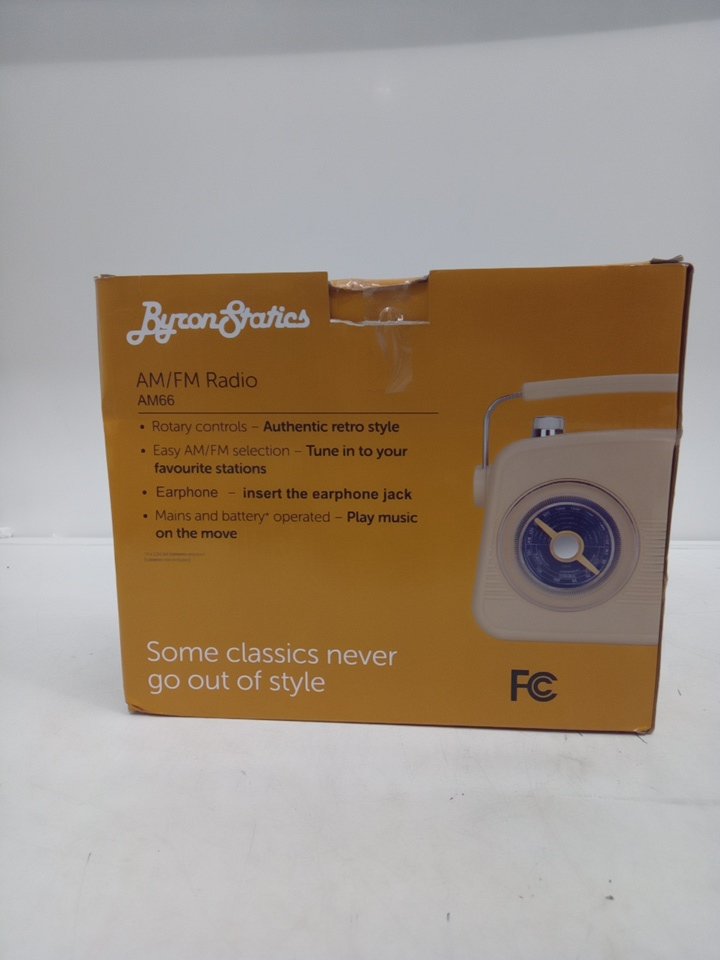 ByronStatics
AM/FM Radio
AM66
• Rotary controls – Authentic retro style
• Easy AM/FM selection – Tune in to your
favourite stations
• Earphone – insert the earphone jack
• Mains and battery* operated – Play music
on the move
Some classics never
go out of style
FC